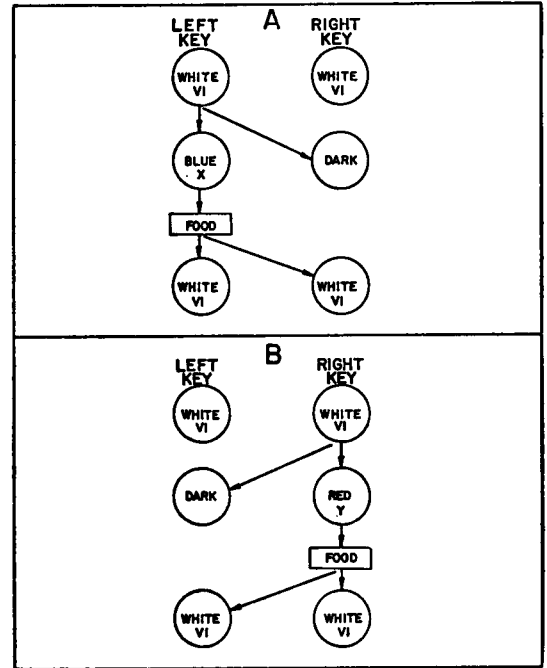 A
LEFT KEY
RIGHT KEY
WHITE VI
WHITE VI
BLUE X
DARK
FOOD
WHITE VI
WHITE VI
B
LEFT KEY
RIGHT KEY
WHITE VI
WHITE VI
DARK
RED Y
FOOD
WHITE VI
WHITE VI